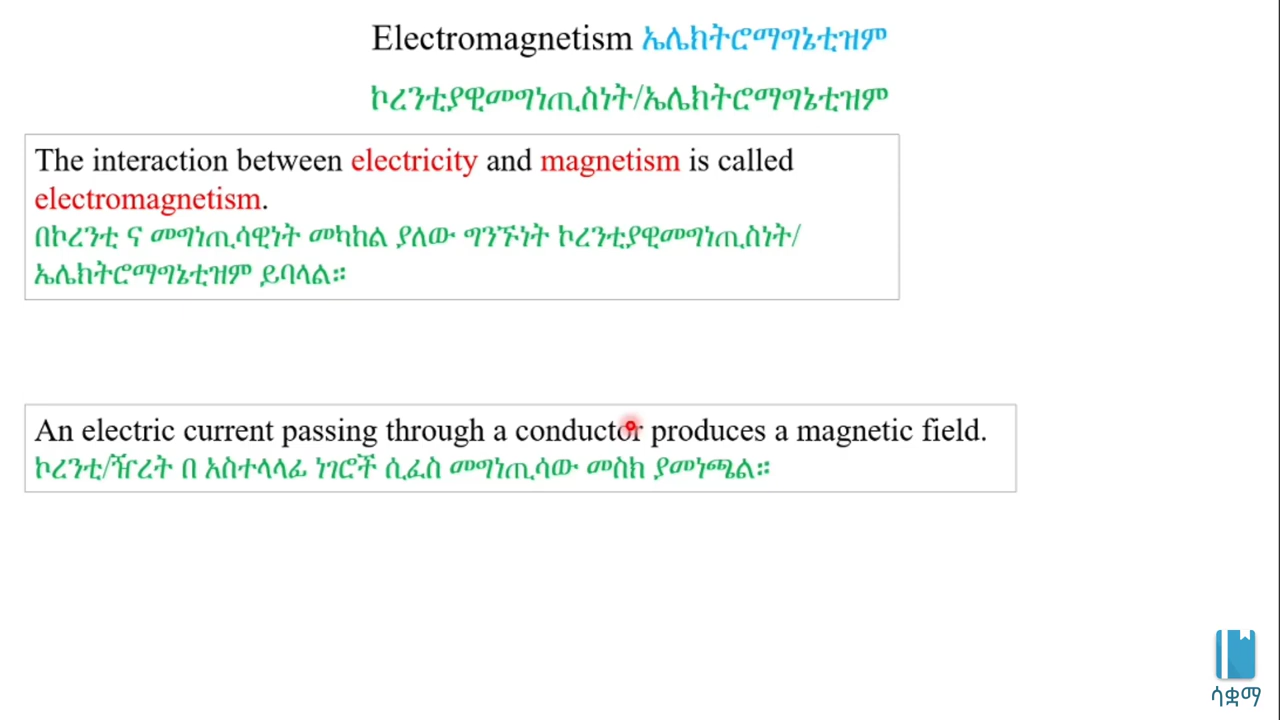 Electromagnetism ኤሌክትሮማግኔቲዝም
ኮረንቲያዊመግነጢስነት/ኤሌክትሮማግኔቲዝም
The interaction between electricity and magnetism is called
electromagnetism.
በኮረንቲ ና መግነጢሳዊነት መካከል ያለው ግንኙነት ኮረንቲያዊመግነጢስነት/
ኤሌክትሮማግኔቲዝም ይባላል።
An electric current passing through a conductor produces a magnetic field.
ኮረንቲ/ዥረት በ አስተላላፊ ነገሮች ሲፈስ መግነጢሳው መስክ ያመነጫል።
ሳቋማ